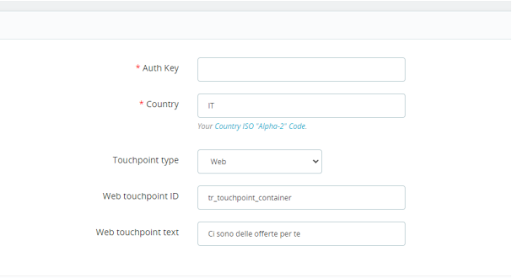 * Auth Key
* Country IT
Your Country ISO "Alpha-2" Code.
Touchpoint type Web
Web touchpoint ID tr_touchpoint_container
Web touchpoint text Ci sono delle offerte per te